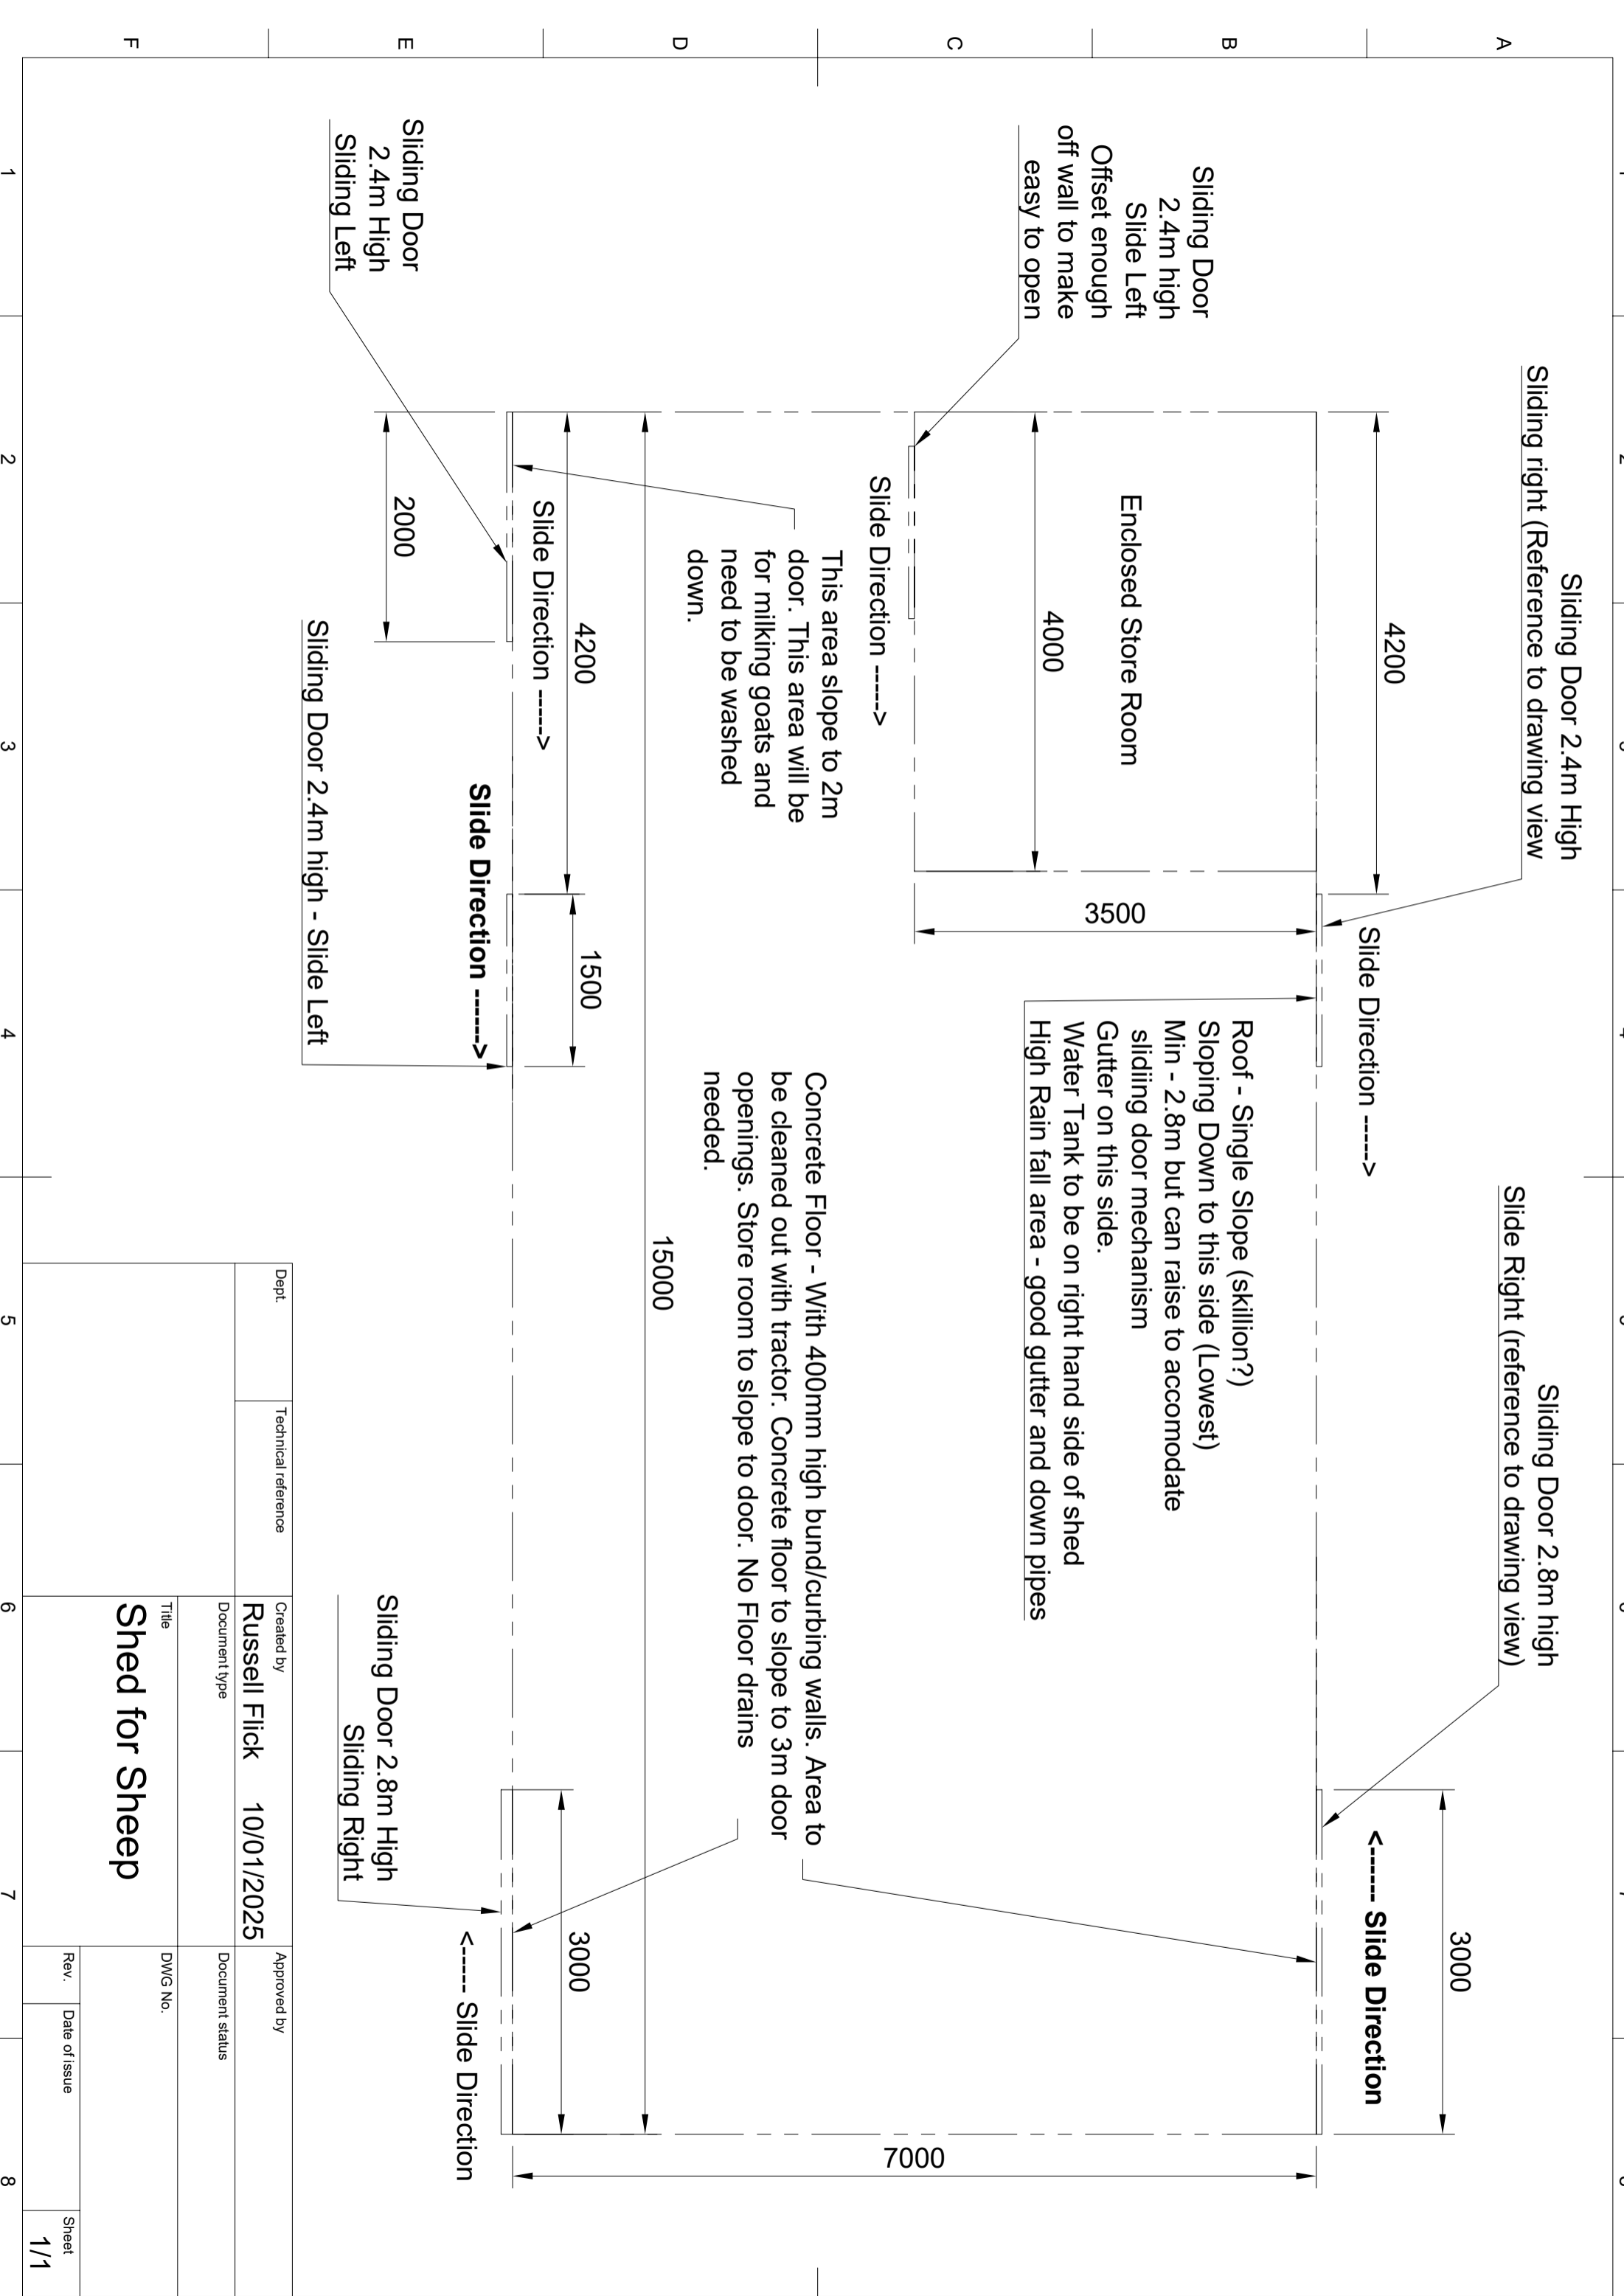 Sliding Door 2.4m High
Sliding right (Reference to drawing view
Sliding Door 2.8m high
Slide Right (reference to drawing view)
4200
Slide Direction ----->
<------ Slide Direction
3000
Sliding Door
2.4m high
Slide Left
Offset enough
off wall to make
easy to open
Enclosed Store Room
4000
3500
Slide Direction ----->
Roof - Single Slope (skillion?)
Sloping Down to this side (Lowest)
Min - 2.8m but can raise to accomodate
slidiing door mechanism
Gutter on this side.
Water Tank to be on right hand side of shed
High Rain fall area - good gutter and down pipes
7000
This area slope to 2m
door. This area will be
for milking goats and
need to be washed
down.
Concrete Floor - With 400mm high bund/curbing walls. Area to
be cleaned out with tractor. Concrete floor to slope to 3m door
openings. Store room to slope to door. No Floor drains
needed.
15000
4200
1500
3000
Slide Direction ----->
Slide Direction ------>
<----- Slide Direction
2000
Sliding Door
2.4m High
Sliding Left
Sliding Door 2.4m high - Slide Left
Sliding Door 2.8m High
Sliding Right
Dept.
Technical reference
Created by
Russell Flick 10/01/2025
Approved by
Document type
Document status
Title
Shed for Sheep
DWG No.
Rev.
Date of issue
Sheet
1/1
A
B
C
D
E
F
1
2
3
4
5
6
7
8